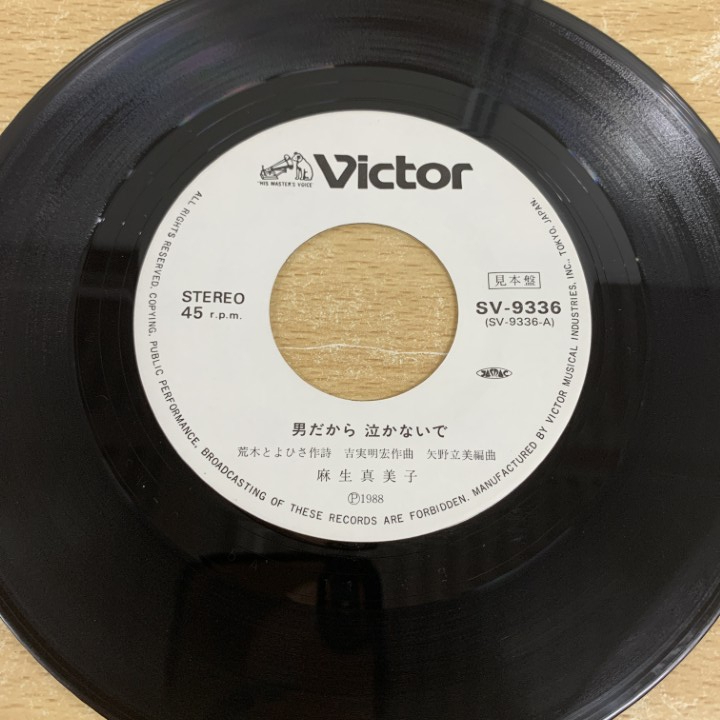 Victor
"HIS MASTER'S VOICE"
見本盤
STEREO
45 r.p.m.
SV-9336
(SV-9336-A)
JASRAC
男だから 泣かないで
荒木とよひさ作詩 吉実明宏作曲 矢野立美編曲
麻生真美子
Ⓟ1988
ALL RIGHTS RESERVED. COPYING, PUBLIC PERFORMANCE, BROADCASTING OF THESE RECORDS ARE FORBIDDEN. MANUFACTURED BY VICTOR MUSICAL INDUSTRIES, INC., TOKYO, JAPAN.